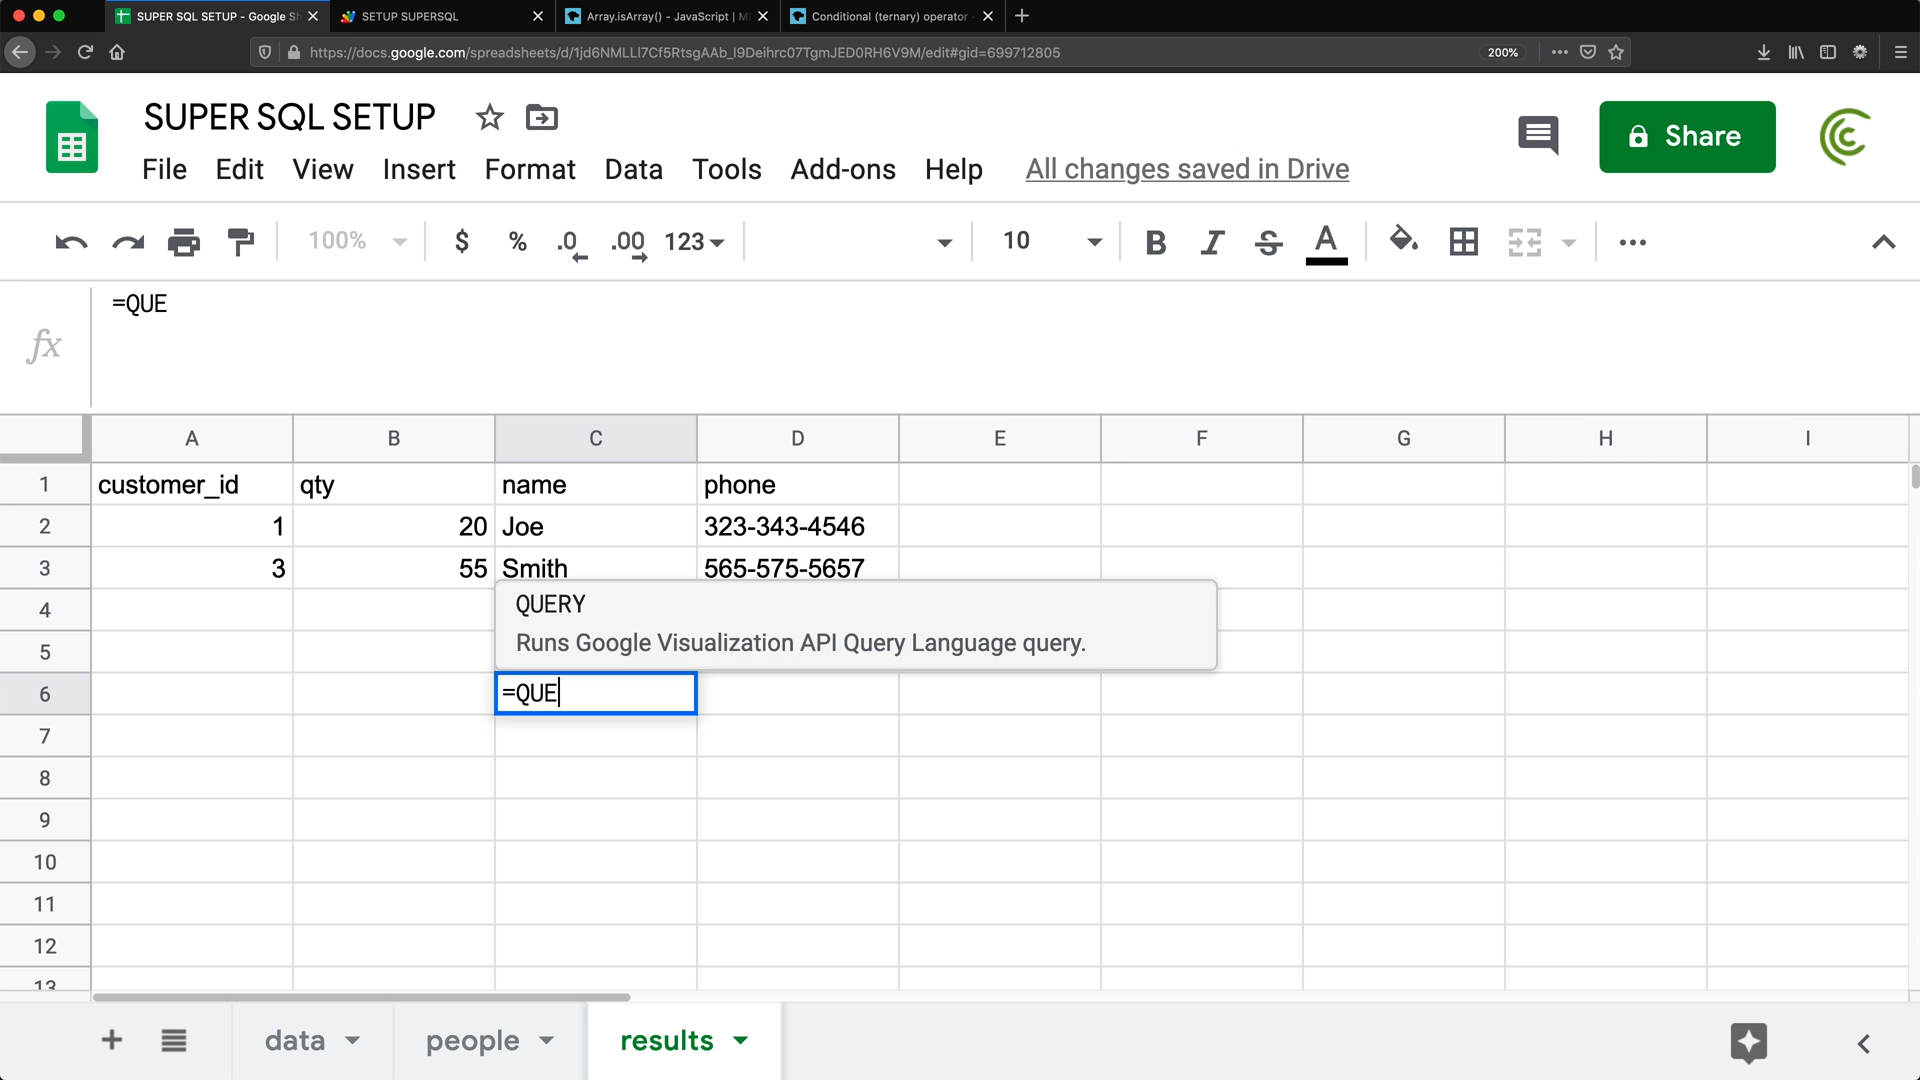 SUPER SQL SETUP - Google Sh
SETUP SUPERSQL
Array.isArray() - JavaScript | M
Conditional (ternary) operator -
https://docs.google.com/spreadsheets/d/1jd6NMLLl7Cf5RtsgAAb_I9Deihrc07TgmJED0RH6V9M/edit#gid=699712805
200%
SUPER SQL SETUP
File Edit View Insert Format Data Tools Add-ons Help All changes saved in Drive
Share
100% $ % .0 .00 123 10 B I S A
fx =QUE
A B C D E F G H I
1 customer_id qty name phone
2 1 20 Joe 323-343-4546
3 3 55 Smith 565-575-5657
4
QUERY
5
Runs Google Visualization API Query Language query.
6 =QUE
7
8
9
10
11
12
13
data people results